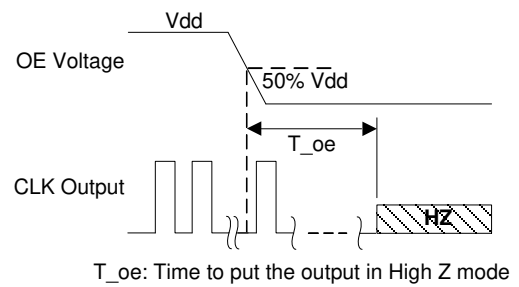 Vdd
OE Voltage
50% Vdd
T_oe
CLK Output
HZ
T_oe: Time to put the output in High Z mode